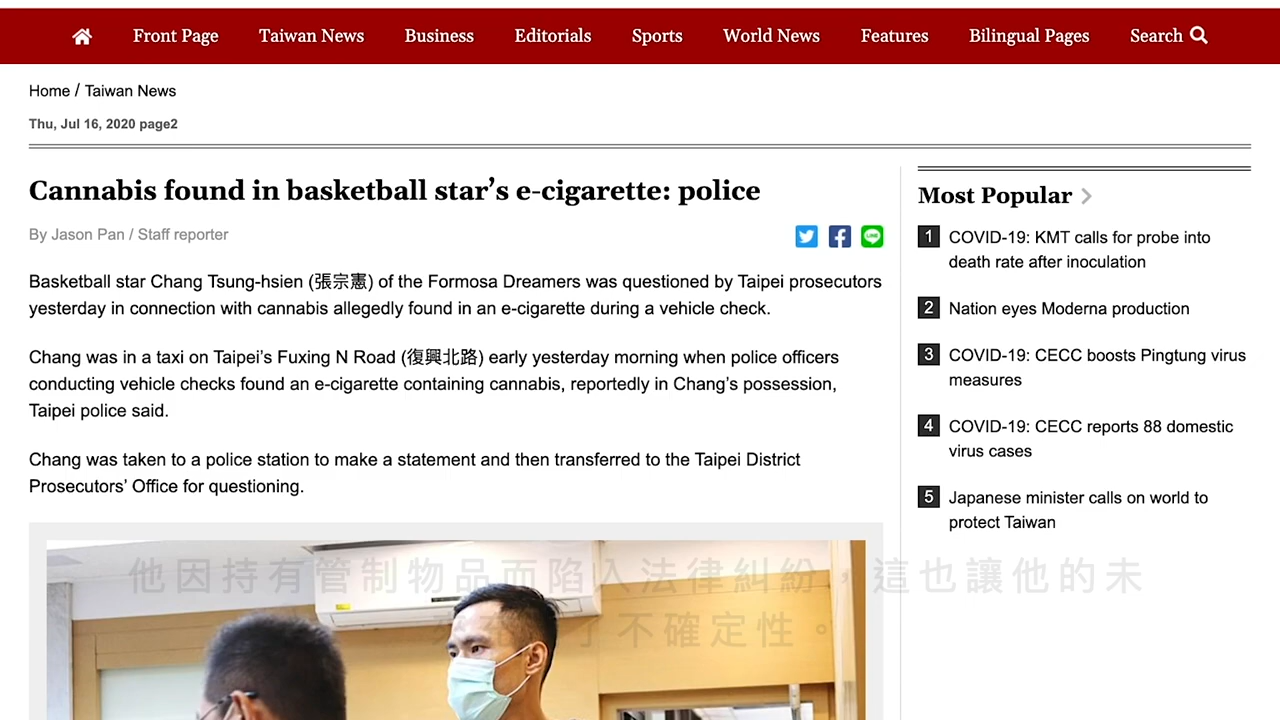 Front Page Taiwan News Business Editorials Sports World News Features Bilingual Pages Search
Home / Taiwan News
Thu, Jul 16, 2020 page2
Cannabis found in basketball star’s e-cigarette: police
By Jason Pan / Staff reporter
Basketball star Chang Tsung-hsien (張宗憲) of the Formosa Dreamers was questioned by Taipei prosecutors
yesterday in connection with cannabis allegedly found in an e-cigarette during a vehicle check.
Chang was in a taxi on Taipei’s Fuxing N Road (復興北路) early yesterday morning when police officers
conducting vehicle checks found an e-cigarette containing cannabis, reportedly in Chang’s possession,
Taipei police said.
Chang was taken to a police station to make a statement and then transferred to the Taipei District
Prosecutors’ Office for questioning.
Most Popular
1 COVID-19: KMT calls for probe into
death rate after inoculation
2 Nation eyes Moderna production
3 COVID-19: CECC boosts Pingtung virus
measures
4 COVID-19: CECC reports 88 domestic
virus cases
5 Japanese minister calls on world to
protect Taiwan
他因持有管制物品而陷入法律糾紛，這也讓他的未
了不確定性。